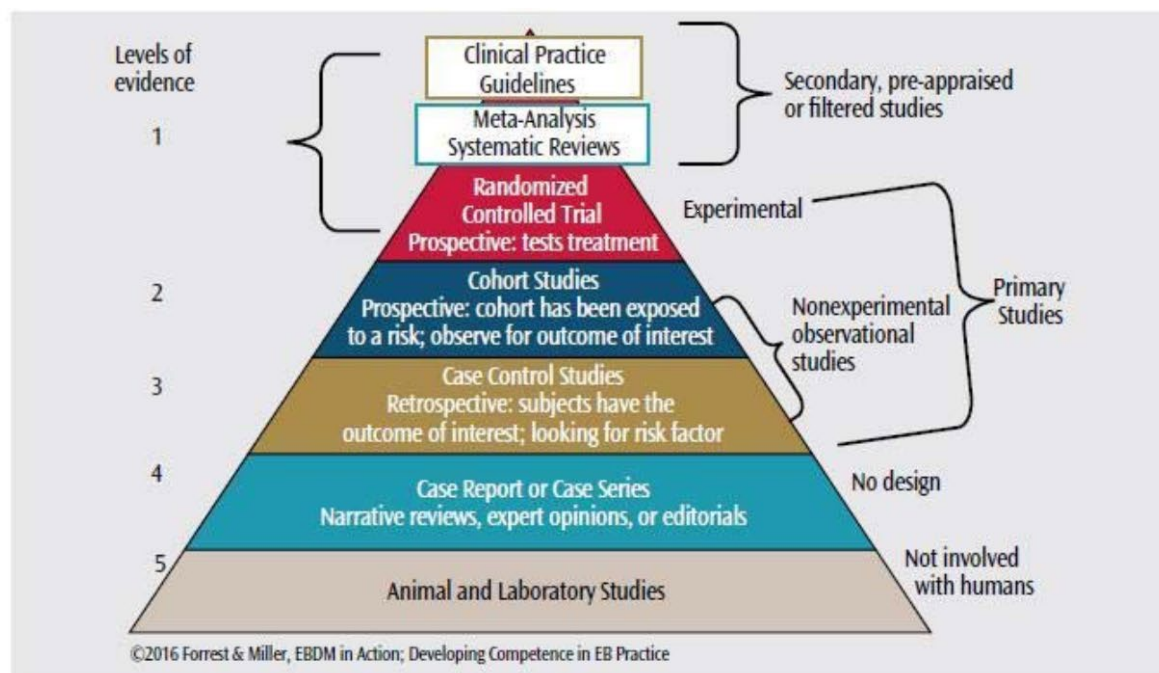 Levels of
evidence
1
2
3
4
5
Clinical Practice
Guidelines
Meta-Analysis
Systematic Reviews
Randomized
Controlled Trial
Prospective: tests treatment
Cohort Studies
Prospective: cohort has been exposed
to a risk; observe for outcome of interest
Case Control Studies
Retrospective: subjects have the
outcome of interest; looking for risk factor
Case Report or Case Series
Narrative reviews, expert opinions, or editorials
Animal and Laboratory Studies
Secondary, pre-appraised
or filtered studies
Experimental
Nonexperimental
observational
studies
Primary
Studies
No design
Not involved
with humans
©2016 Forrest & Miller, EBDM in Action; Developing Competence in EB Practice